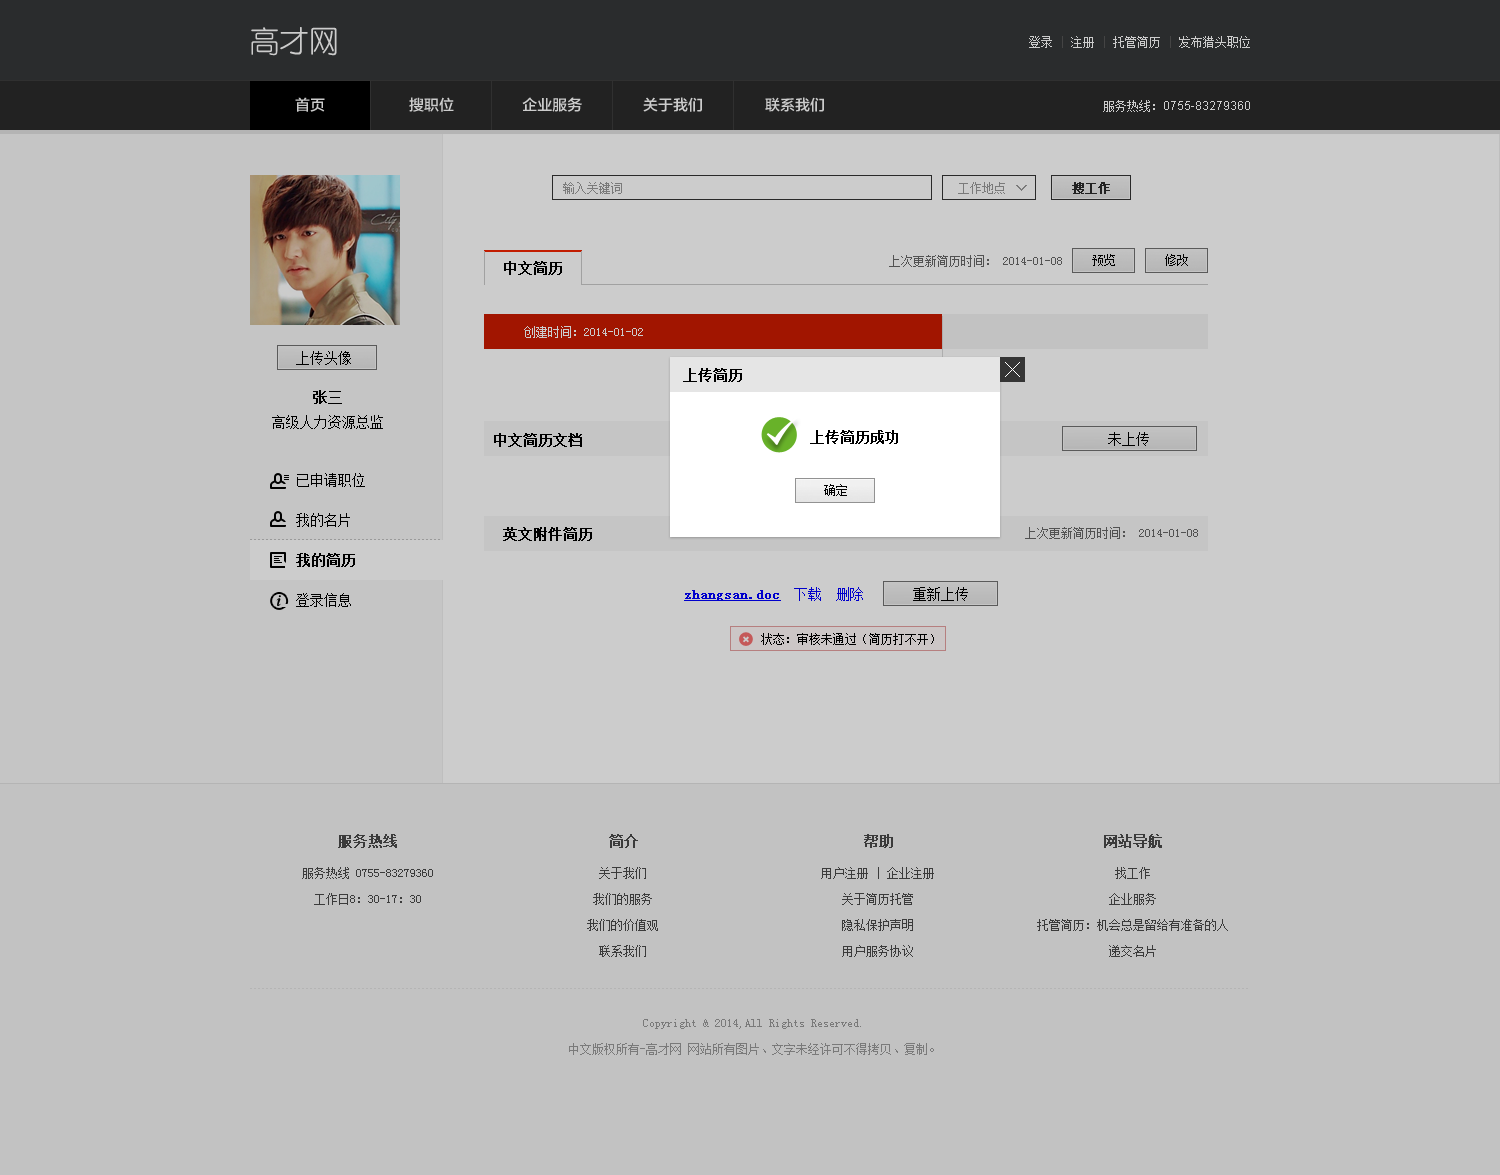 高才网
登录 | 注册 | 托管简历 | 发布猎头职位
首页 搜职位 企业服务 关于我们 联系我们 服务热线：0755-83279360
输入关键词 工作地点 搜工作
City
中文简历 上次更新简历时间： 2014-01-08 预览 修改
创建时间：2014-01-02
上传头像
张三
高级人力资源总监
已申请职位
我的名片
我的简历
登录信息
上传简历
上传简历成功
确定
中文简历文档 未上传
英文附件简历 上次更新简历时间： 2014-01-08
zhangsan.doc 下载 删除 重新上传
状态：审核未通过（简历打不开）
服务热线 简介 帮助 网站导航
服务热线 0755-83279360 关于我们 用户注册 | 企业注册 找工作
工作日8：30-17：30 我们的服务 关于简历托管 企业服务
我们的价值观 隐私保护声明 托管简历：机会总是留给有准备的人
联系我们 用户服务协议 递交名片
Copyright @ 2014,All Rights Reserved.
中文版权所有-高才网 网站所有图片、文字未经许可不得拷贝、复制。